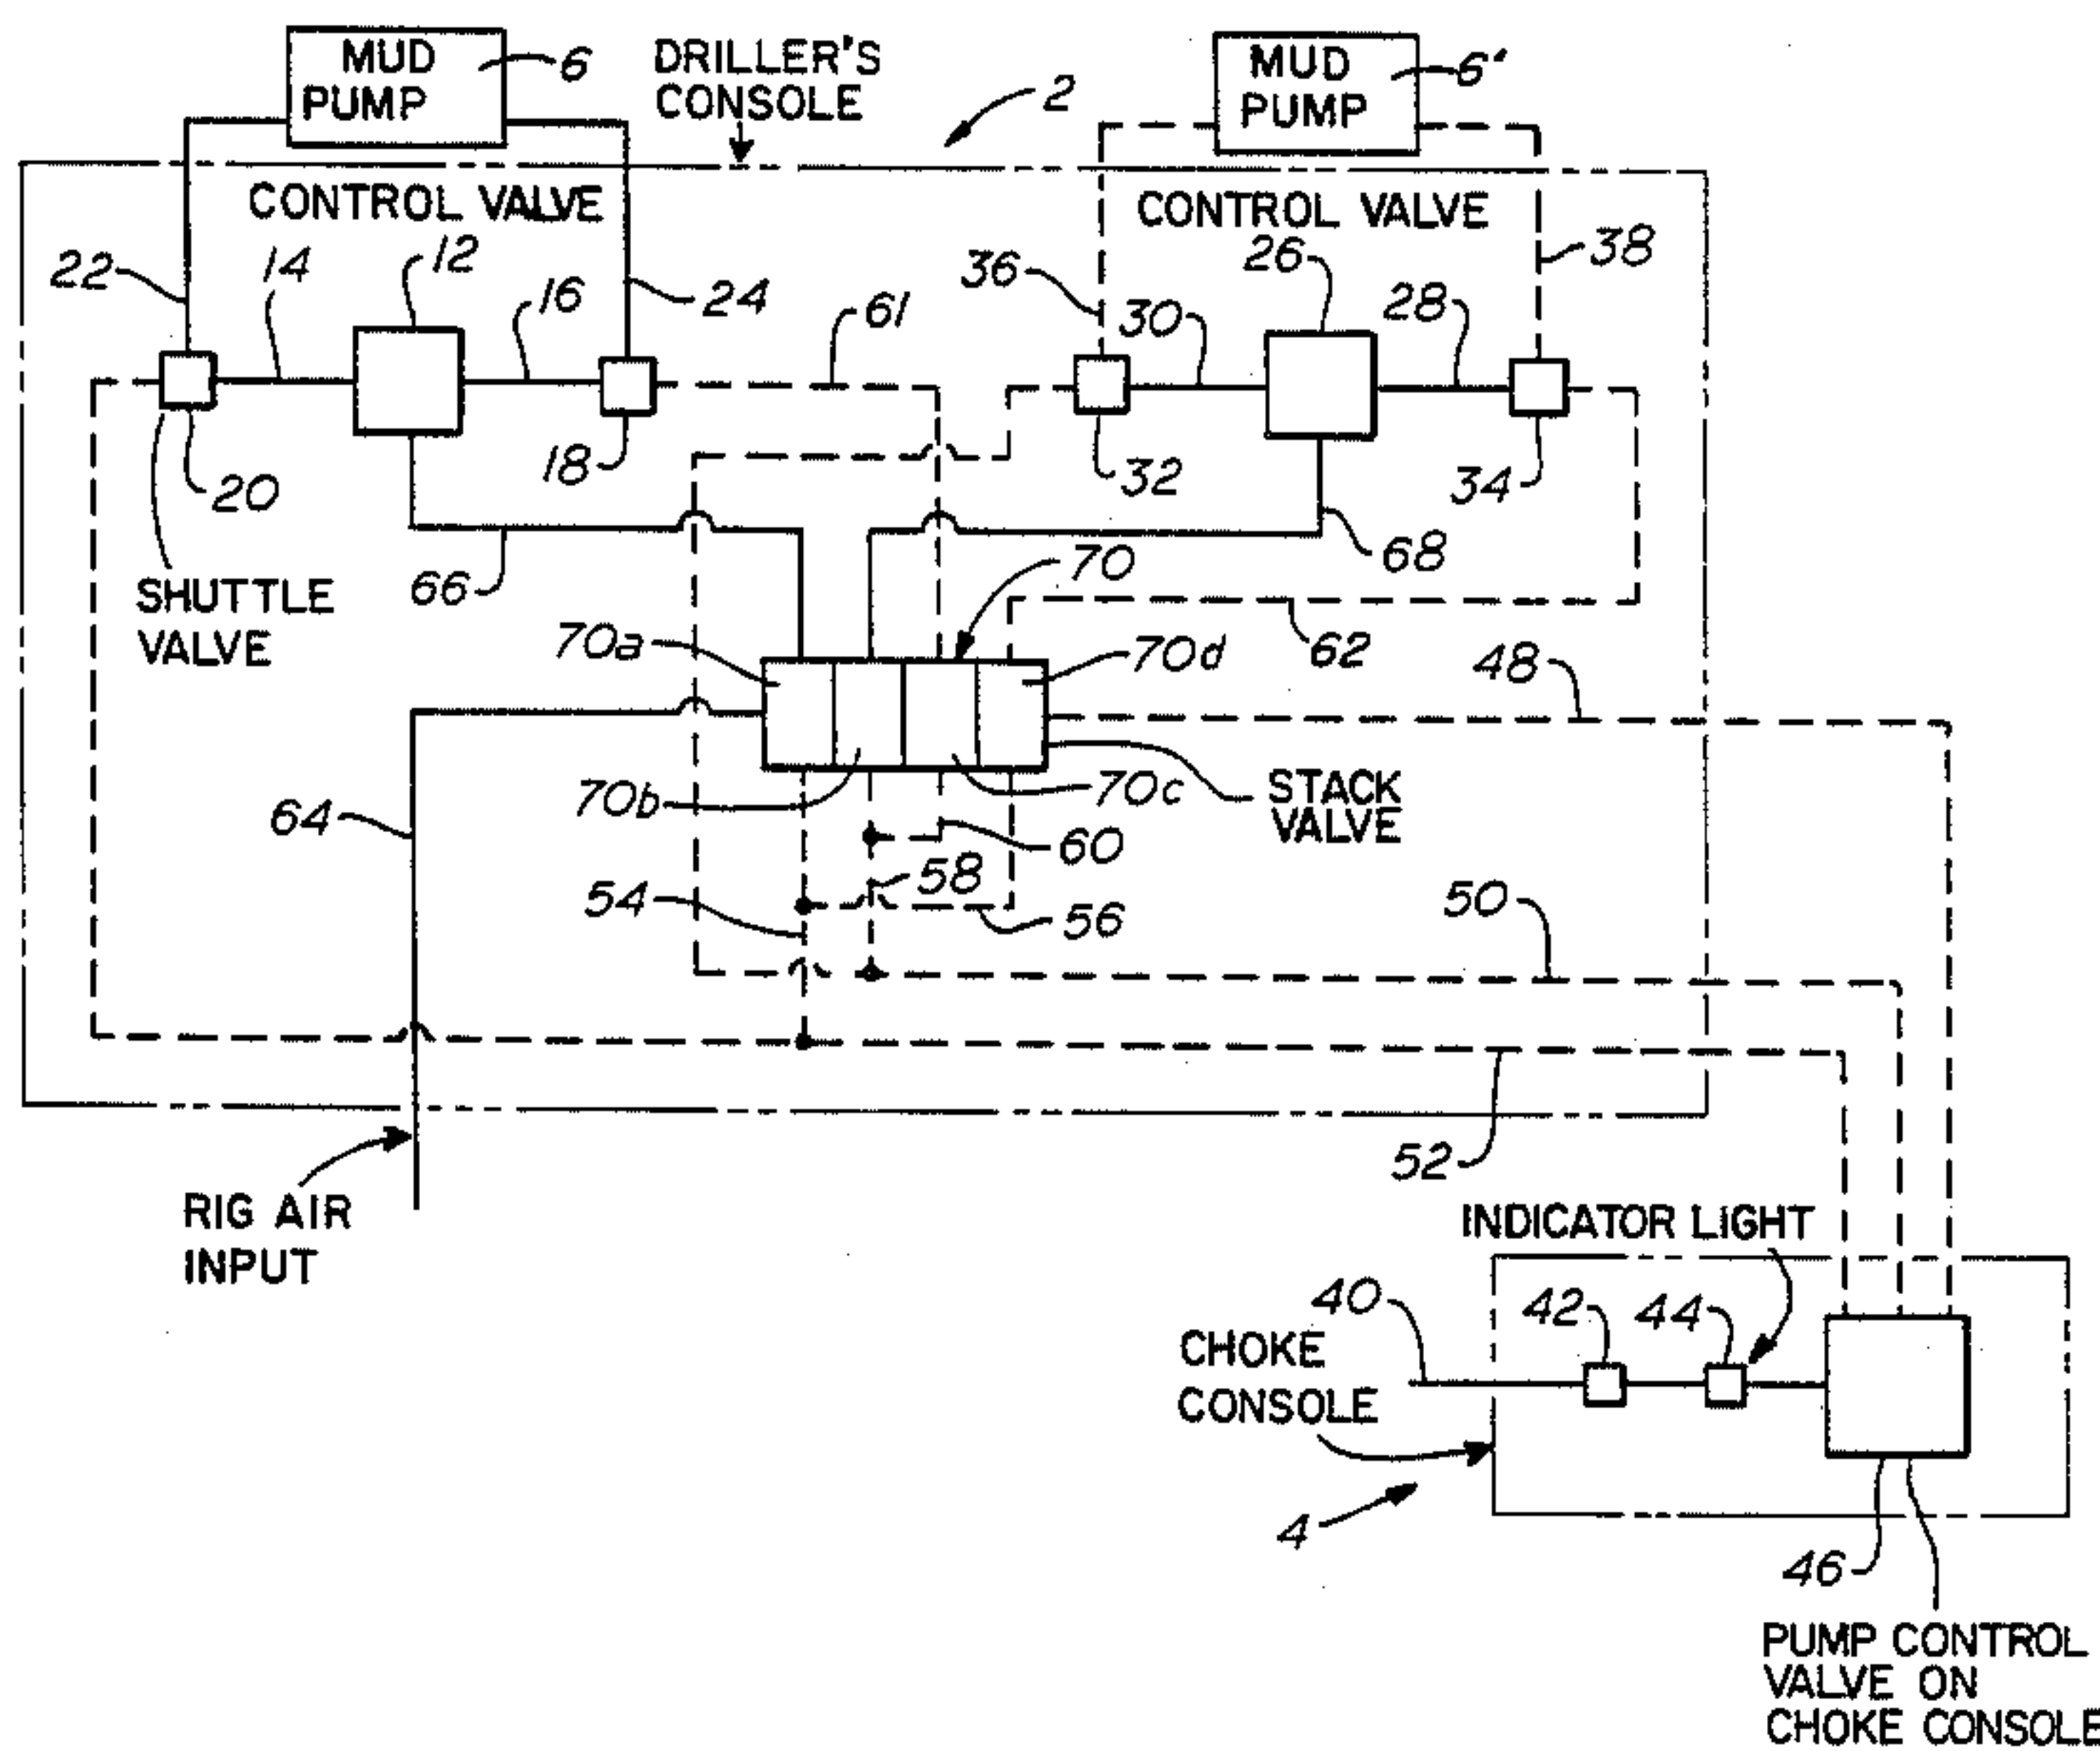 MUD
PUMP
6
DRILLER'S
CONSOLE
2
MUD
PUMP
6'
CONTROL VALVE
CONTROL VALVE
22
14
12
16
24
61
36
30
26
28
38
20
18
32
34
66
68
SHUTTLE
VALVE
70
70a
70d
62
48
70b
70c
STACK
VALVE
64
60
58
54
56
50
52
RIG AIR
INPUT
INDICATOR LIGHT
40
42
44
CHOKE
CONSOLE
4
46
PUMP CONTROL
VALVE ON
CHOKE CONSOLE